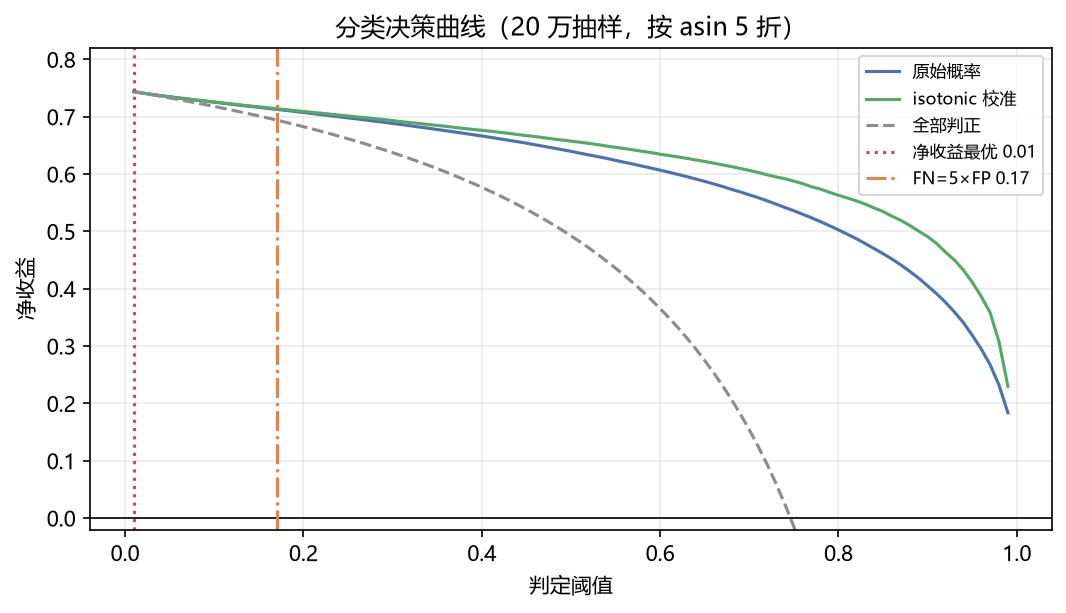 分类决策曲线（20 万抽样，按 asin 5 折）
净收益
0.8
0.7
0.6
0.5
0.4
0.3
0.2
0.1
0.0
原始概率
isotonic 校准
全部判正
净收益最优 0.01
FN=5×FP 0.17
0.0 0.2 0.4 0.6 0.8 1.0
判定阈值